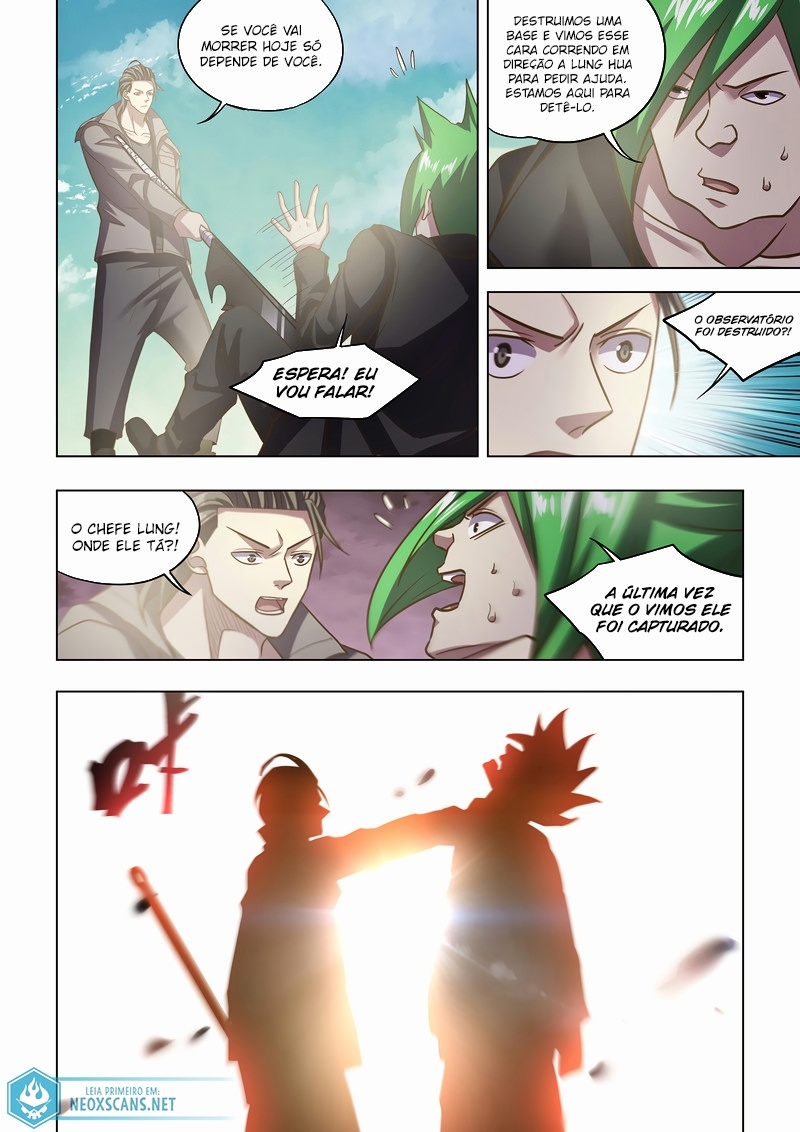 SE VOCÊ VAI
MORRER HOJE SÓ
DEPENDE DE VOCÊ.
ESPERA! EU
VOU FALAR!
DESTRUIMOS UMA
BASE E VIMOS ESSE
CARA CORRENDO EM
DIREÇÃO A LUNG HUA
PARA PEDIR AJUDA.
ESTAMOS AQUI PARA
DETÊ-LO.
O OBSERVATÓRIO
FOI DESTRUIDO?!
O CHEFE LUNG!
ONDE ELE TÁ?!
A ÚLTIMA VEZ
QUE O VIMOS ELE
FOI CAPTURADO.
LEIA PRIMEIRO EM:
NEOXSCANS.NET